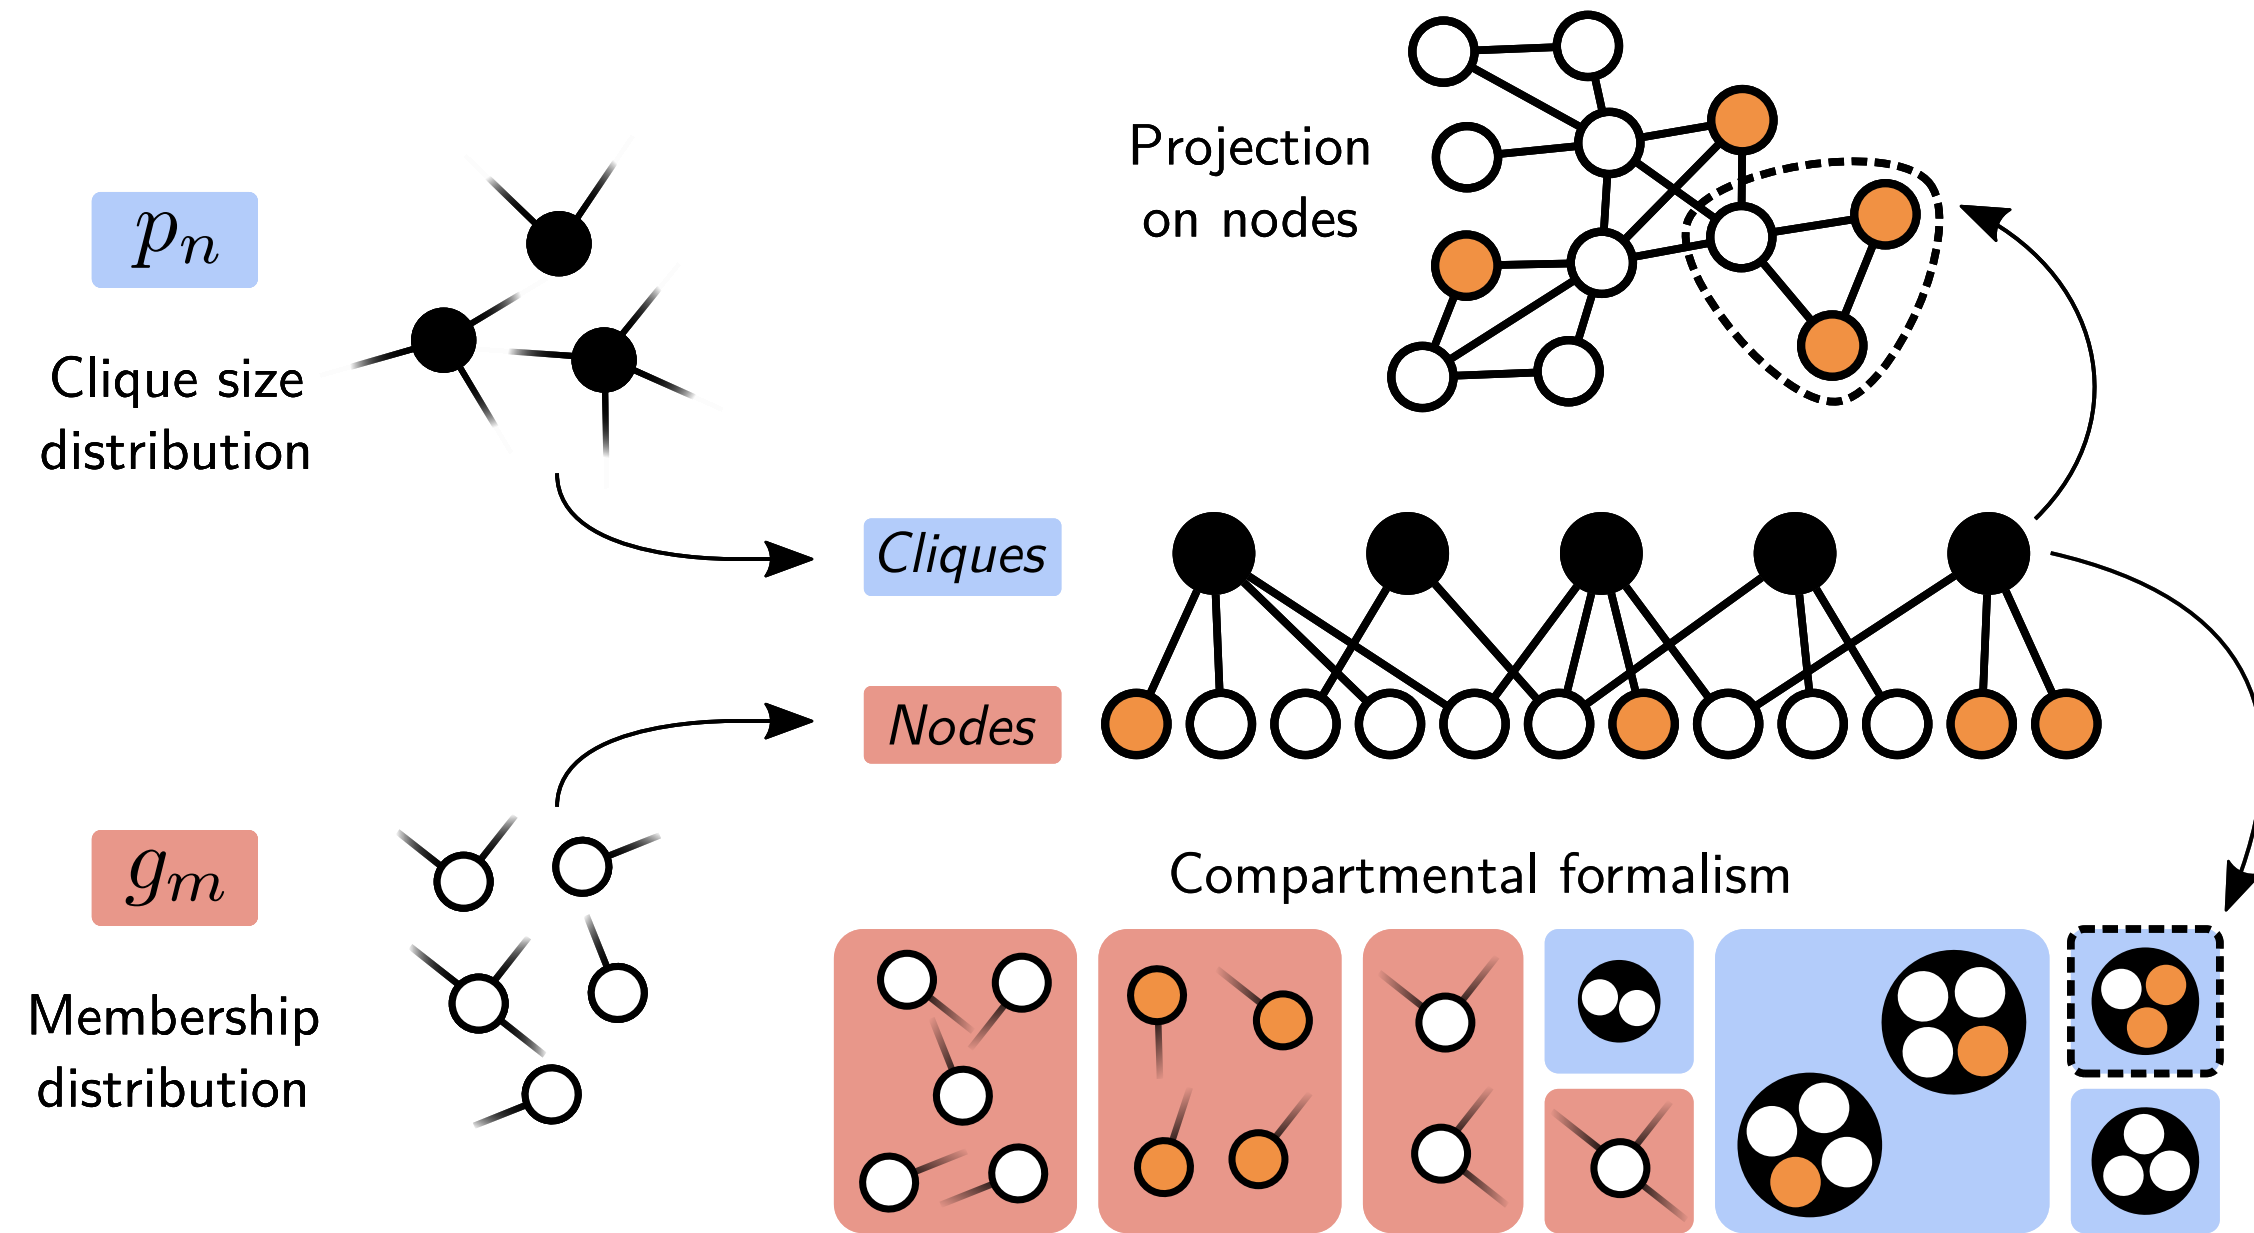 p_n
Clique size
distribution
Projection
on nodes
Cliques
Nodes
g_m
Membership
distribution
Compartmental formalism